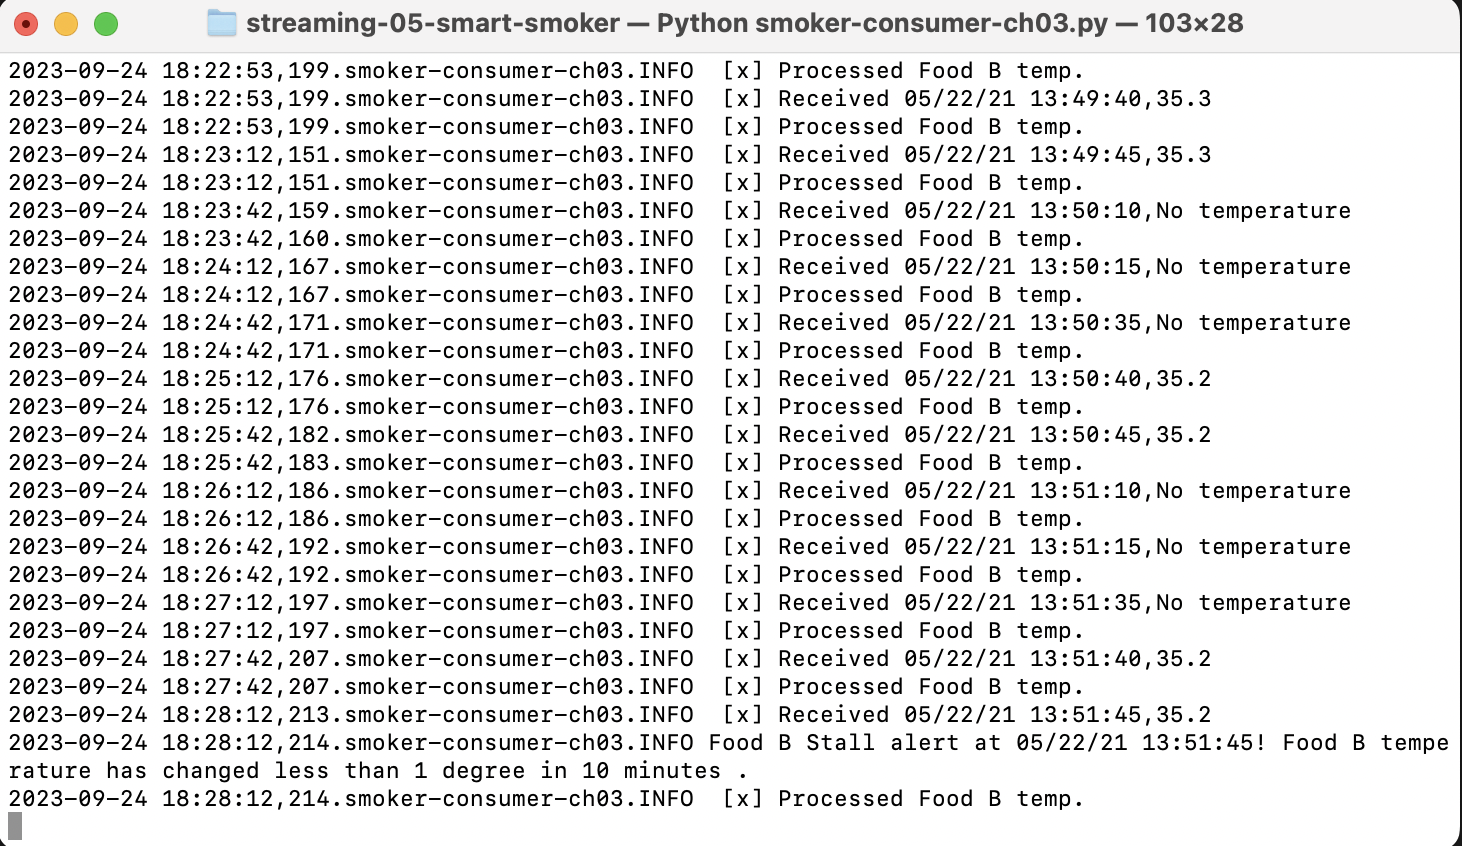 streaming-05-smart-smoker — Python smoker-consumer-ch03.py — 103×28
2023-09-24 18:22:53,199.smoker-consumer-ch03.INFO  [x] Processed Food B temp.
2023-09-24 18:22:53,199.smoker-consumer-ch03.INFO  [x] Received 05/22/21 13:49:40,35.3
2023-09-24 18:22:53,199.smoker-consumer-ch03.INFO  [x] Processed Food B temp.
2023-09-24 18:23:12,151.smoker-consumer-ch03.INFO  [x] Received 05/22/21 13:49:45,35.3
2023-09-24 18:23:12,151.smoker-consumer-ch03.INFO  [x] Processed Food B temp.
2023-09-24 18:23:42,159.smoker-consumer-ch03.INFO  [x] Received 05/22/21 13:50:10,No temperature
2023-09-24 18:23:42,160.smoker-consumer-ch03.INFO  [x] Processed Food B temp.
2023-09-24 18:24:12,167.smoker-consumer-ch03.INFO  [x] Received 05/22/21 13:50:15,No temperature
2023-09-24 18:24:12,167.smoker-consumer-ch03.INFO  [x] Processed Food B temp.
2023-09-24 18:24:42,171.smoker-consumer-ch03.INFO  [x] Received 05/22/21 13:50:35,No temperature
2023-09-24 18:24:42,171.smoker-consumer-ch03.INFO  [x] Processed Food B temp.
2023-09-24 18:25:12,176.smoker-consumer-ch03.INFO  [x] Received 05/22/21 13:50:40,35.2
2023-09-24 18:25:12,176.smoker-consumer-ch03.INFO  [x] Processed Food B temp.
2023-09-24 18:25:42,182.smoker-consumer-ch03.INFO  [x] Received 05/22/21 13:50:45,35.2
2023-09-24 18:25:42,183.smoker-consumer-ch03.INFO  [x] Processed Food B temp.
2023-09-24 18:26:12,186.smoker-consumer-ch03.INFO  [x] Received 05/22/21 13:51:10,No temperature
2023-09-24 18:26:12,186.smoker-consumer-ch03.INFO  [x] Processed Food B temp.
2023-09-24 18:26:42,192.smoker-consumer-ch03.INFO  [x] Received 05/22/21 13:51:15,No temperature
2023-09-24 18:26:42,192.smoker-consumer-ch03.INFO  [x] Processed Food B temp.
2023-09-24 18:27:12,197.smoker-consumer-ch03.INFO  [x] Received 05/22/21 13:51:35,No temperature
2023-09-24 18:27:12,197.smoker-consumer-ch03.INFO  [x] Processed Food B temp.
2023-09-24 18:27:42,207.smoker-consumer-ch03.INFO  [x] Received 05/22/21 13:51:40,35.2
2023-09-24 18:27:42,207.smoker-consumer-ch03.INFO  [x] Processed Food B temp.
2023-09-24 18:28:12,213.smoker-consumer-ch03.INFO  [x] Received 05/22/21 13:51:45,35.2
2023-09-24 18:28:12,214.smoker-consumer-ch03.INFO Food B Stall alert at 05/22/21 13:51:45! Food B tempe
rature has changed less than 1 degree in 10 minutes .
2023-09-24 18:28:12,214.smoker-consumer-ch03.INFO  [x] Processed Food B temp.